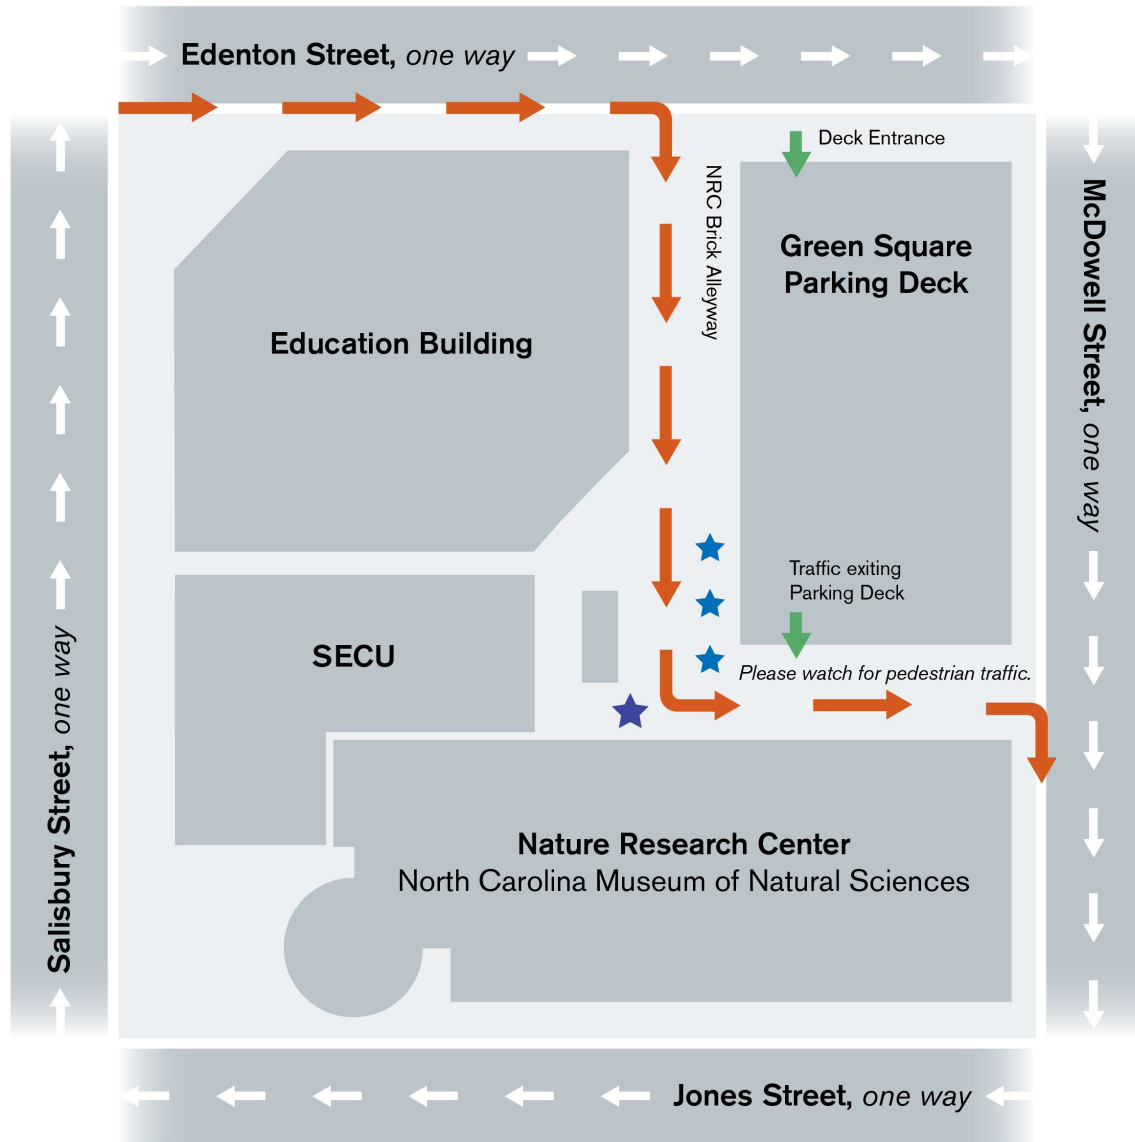 Edenton Street, one way
Deck Entrance
NRC Brick Alleyway
Green Square
Parking Deck
McDowell Street, one way
Education Building
Traffic exiting
Parking Deck
SECU
Please watch for pedestrian traffic.
Salisbury Street, one way
Nature Research Center
North Carolina Museum of Natural Sciences
Jones Street, one way